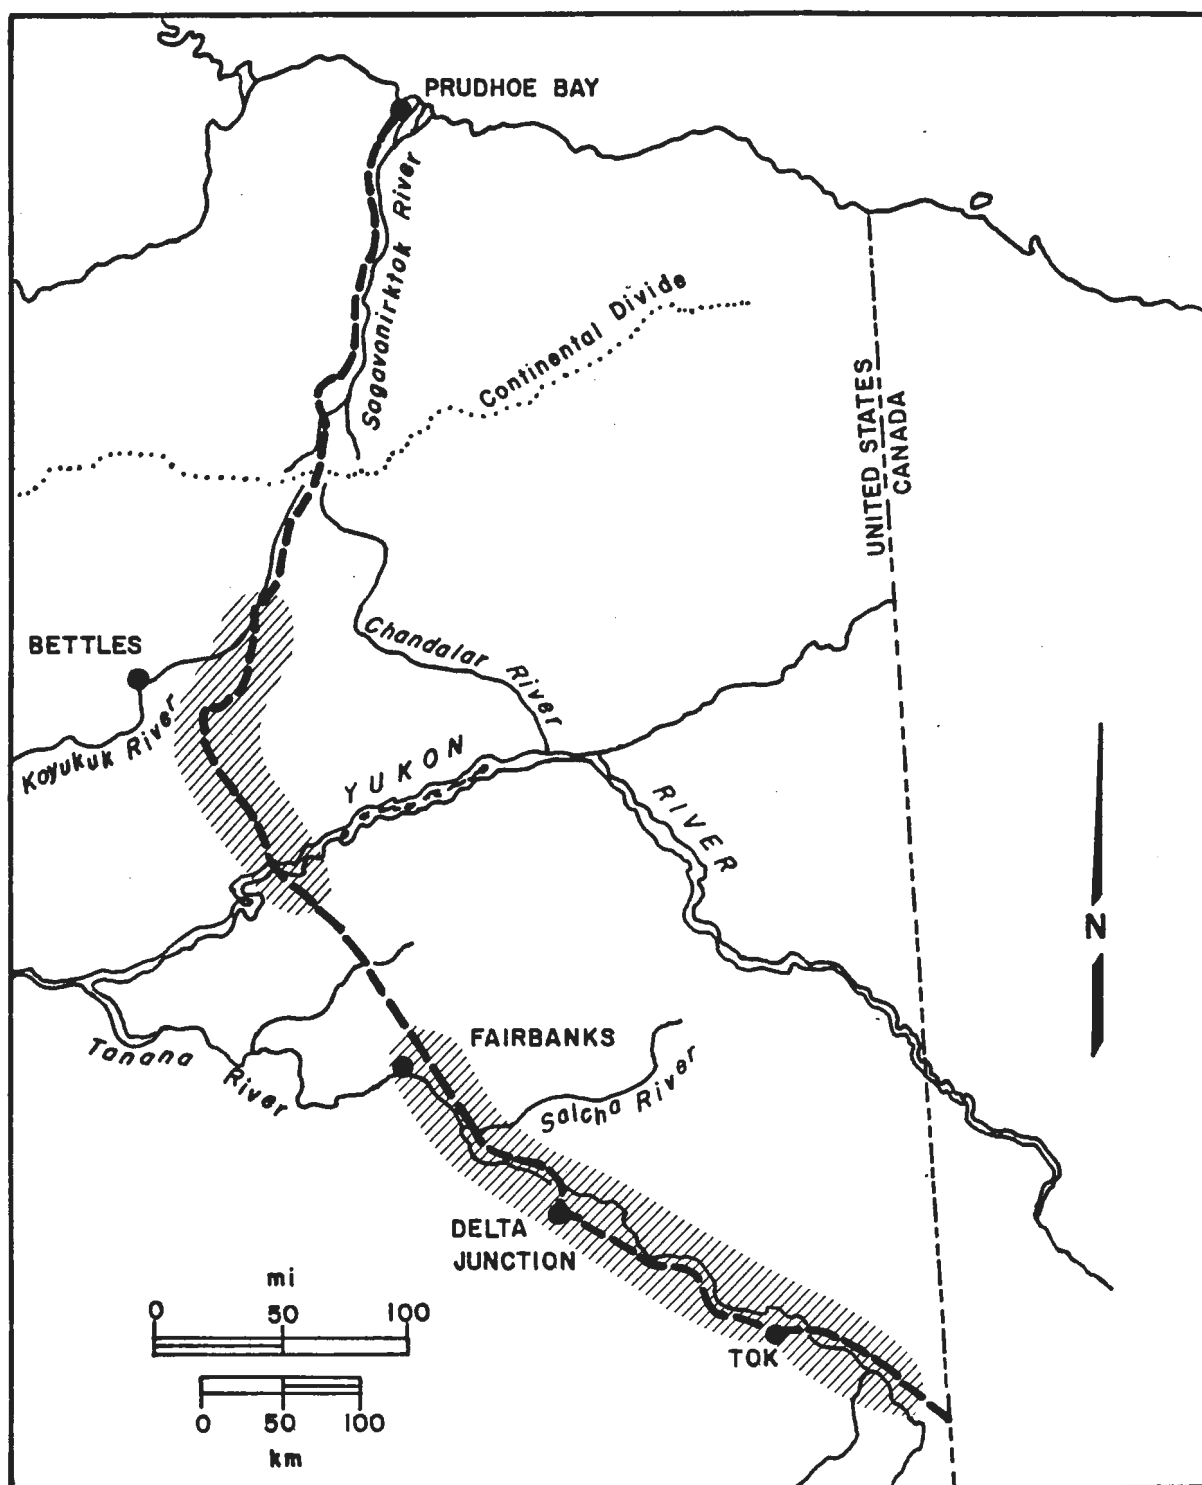 PRUDHOE BAY
Sagavanirktok River
Continental Divide
UNITED STATES
CANADA
BETTLES
Chandalar River
Koyukuk River
YUKON
RIVER
N
FAIRBANKS
Tanana River
Salcha River
DELTA
JUNCTION
mi
0 50 100
TOK
0 50 100
km